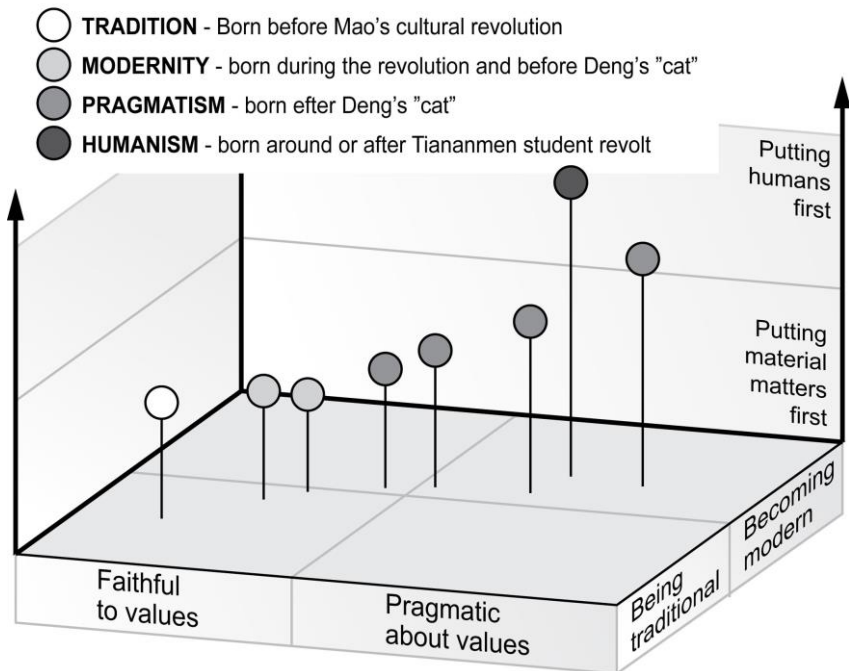 TRADITION - Born before Mao's cultural revolution
MODERNITY - born during the revolution and before Deng's "cat"
PRAGMATISM - born efter Deng's "cat"
HUMANISM - born around or after Tiananmen student revolt
Putting
humans
first
Putting
material
matters
first
Faithful
to values
Pragmatic
about values
Being
traditional
Becoming
modern